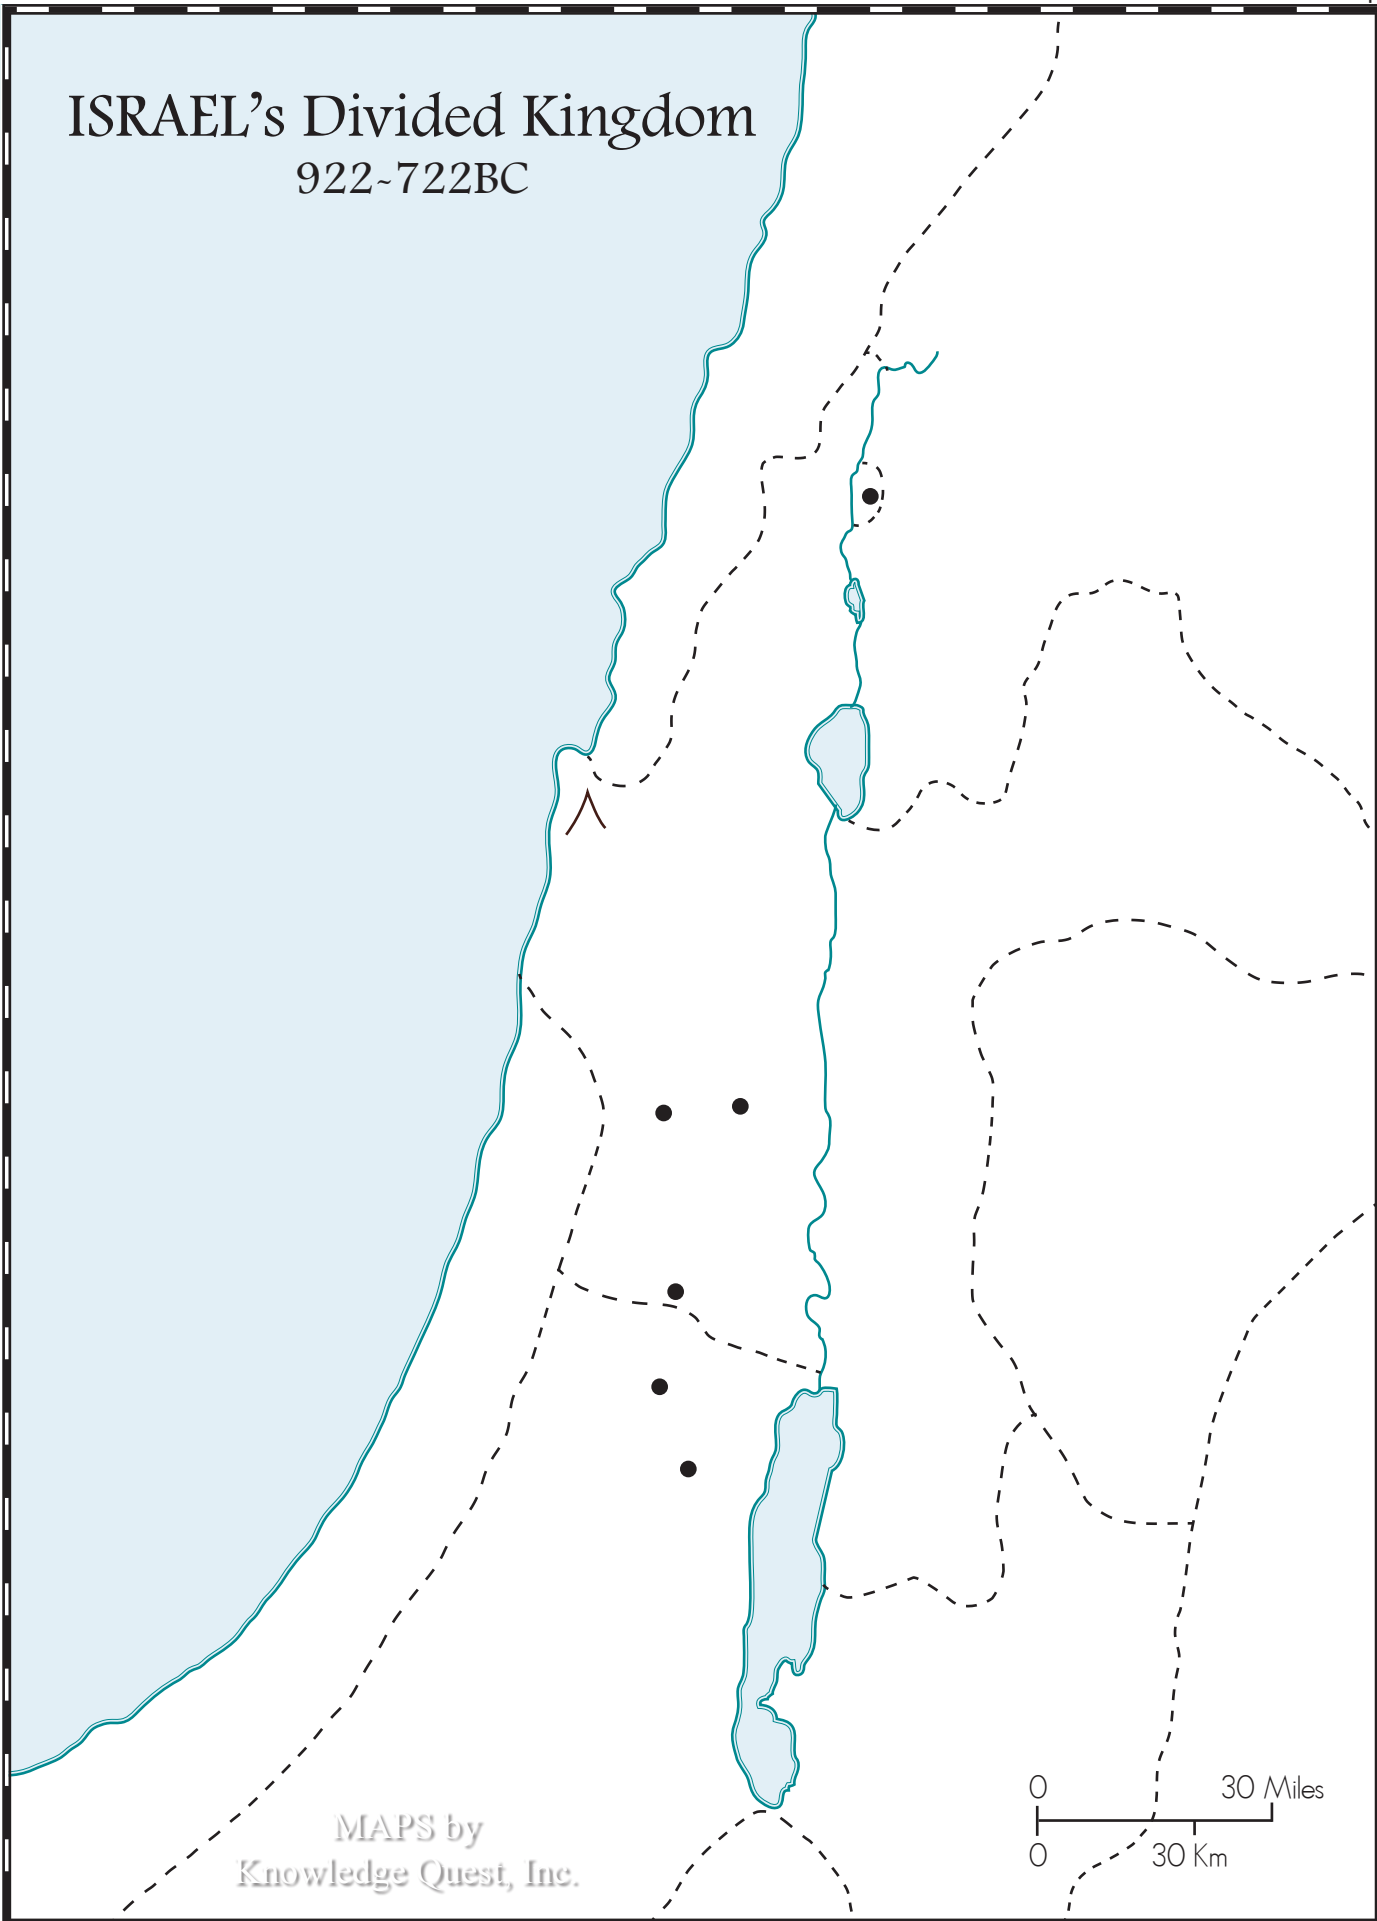 ISRAEL's Divided Kingdom
922~722BC
0 30 Miles
0 30 Km
MAPS by
Knowledge Quest, Inc.